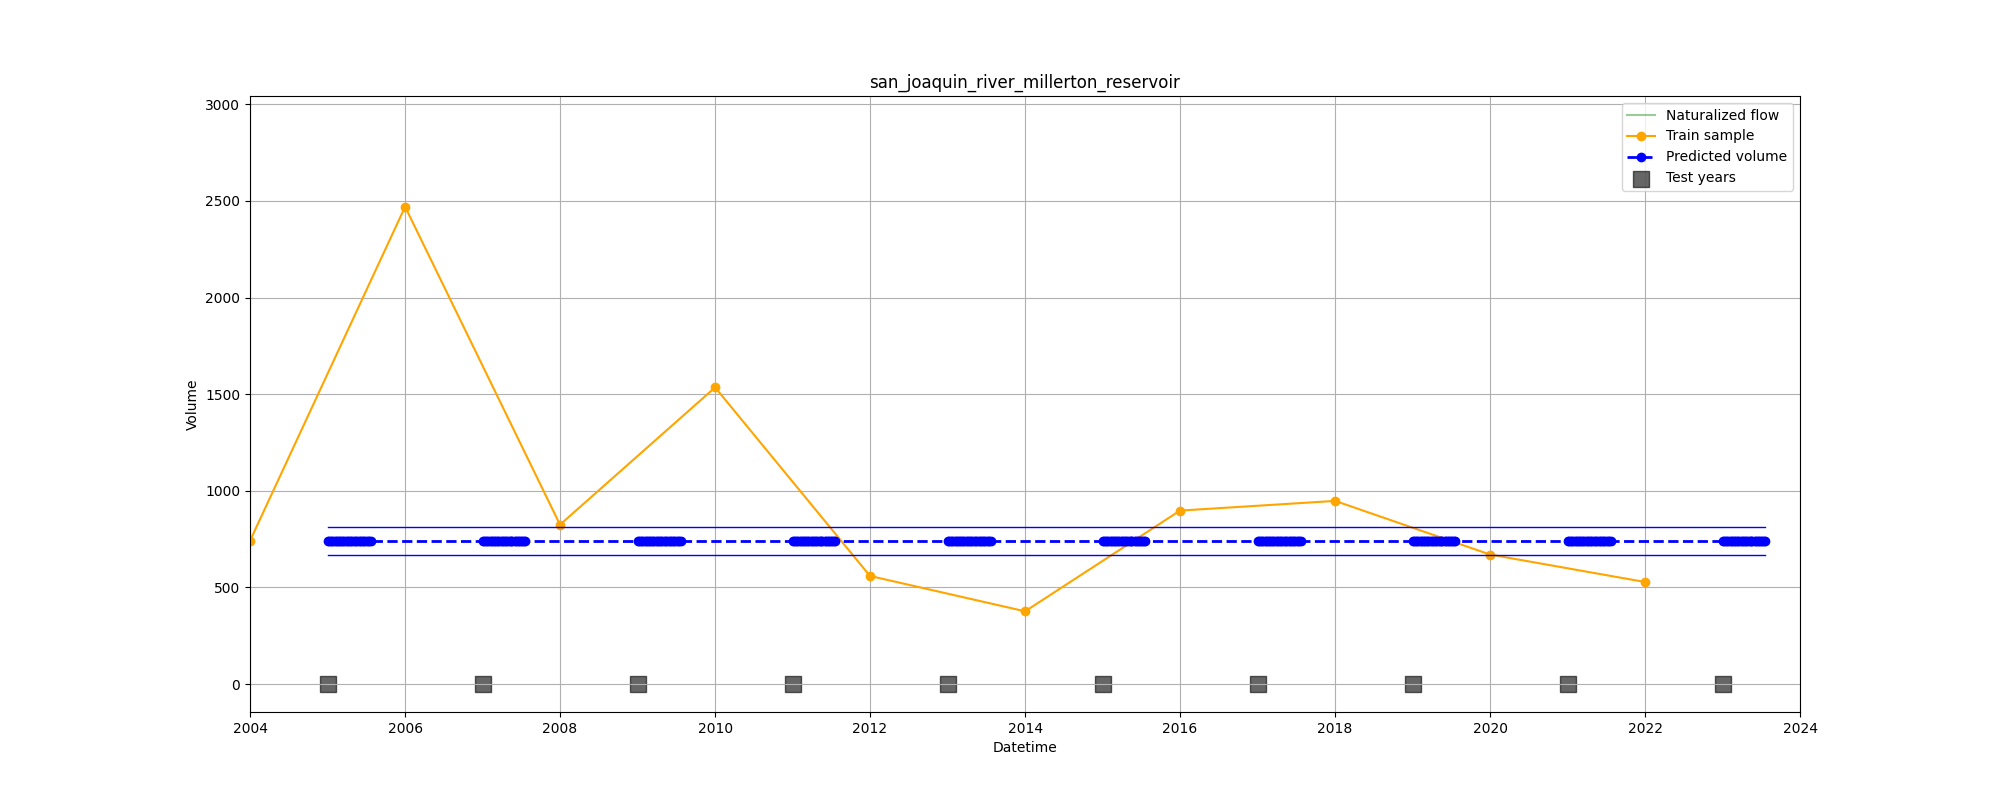 san_joaquin_river_millerton_reservoir
3000
2500
2000
1500
1000
500
0
Volume
Naturalized flow
Train sample
Predicted volume
Test years
2004 2006 2008 2010 2012 2014 2016 2018 2020 2022 2024
Datetime